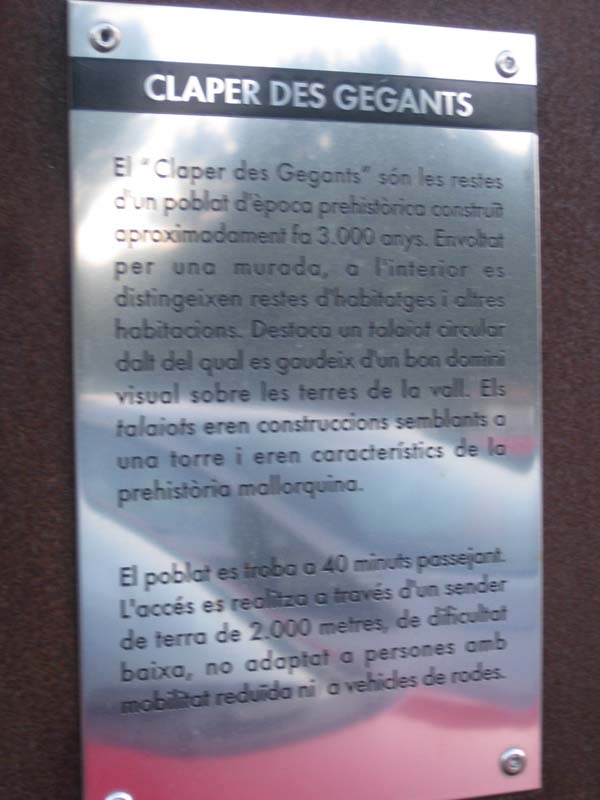 CLAPER DES GEGANTS
El "Claper des Gegants" són les restes
d'un poblat d'època prehistòrica construït
aproximadament fa 3.000 anys. Envoltat
per una murada, a l'interior es
distingeixen restes d'habitatges i altres
habitacions. Destaca un talaiot circular
dalt del qual es gaudeix d'un bon domini
visual sobre les terres de la vall. Els
talaiots eren construccions semblants a
una torre i eren característics de la
prehistòria mallorquina.
El poblat es troba a 40 minuts passejant.
L'accés es realitza a través d'un sender
de terra de 2.000 metres, de dificultat
baixa, no adaptat a persones amb
mobilitat reduïda ni a vehicles de rodes.